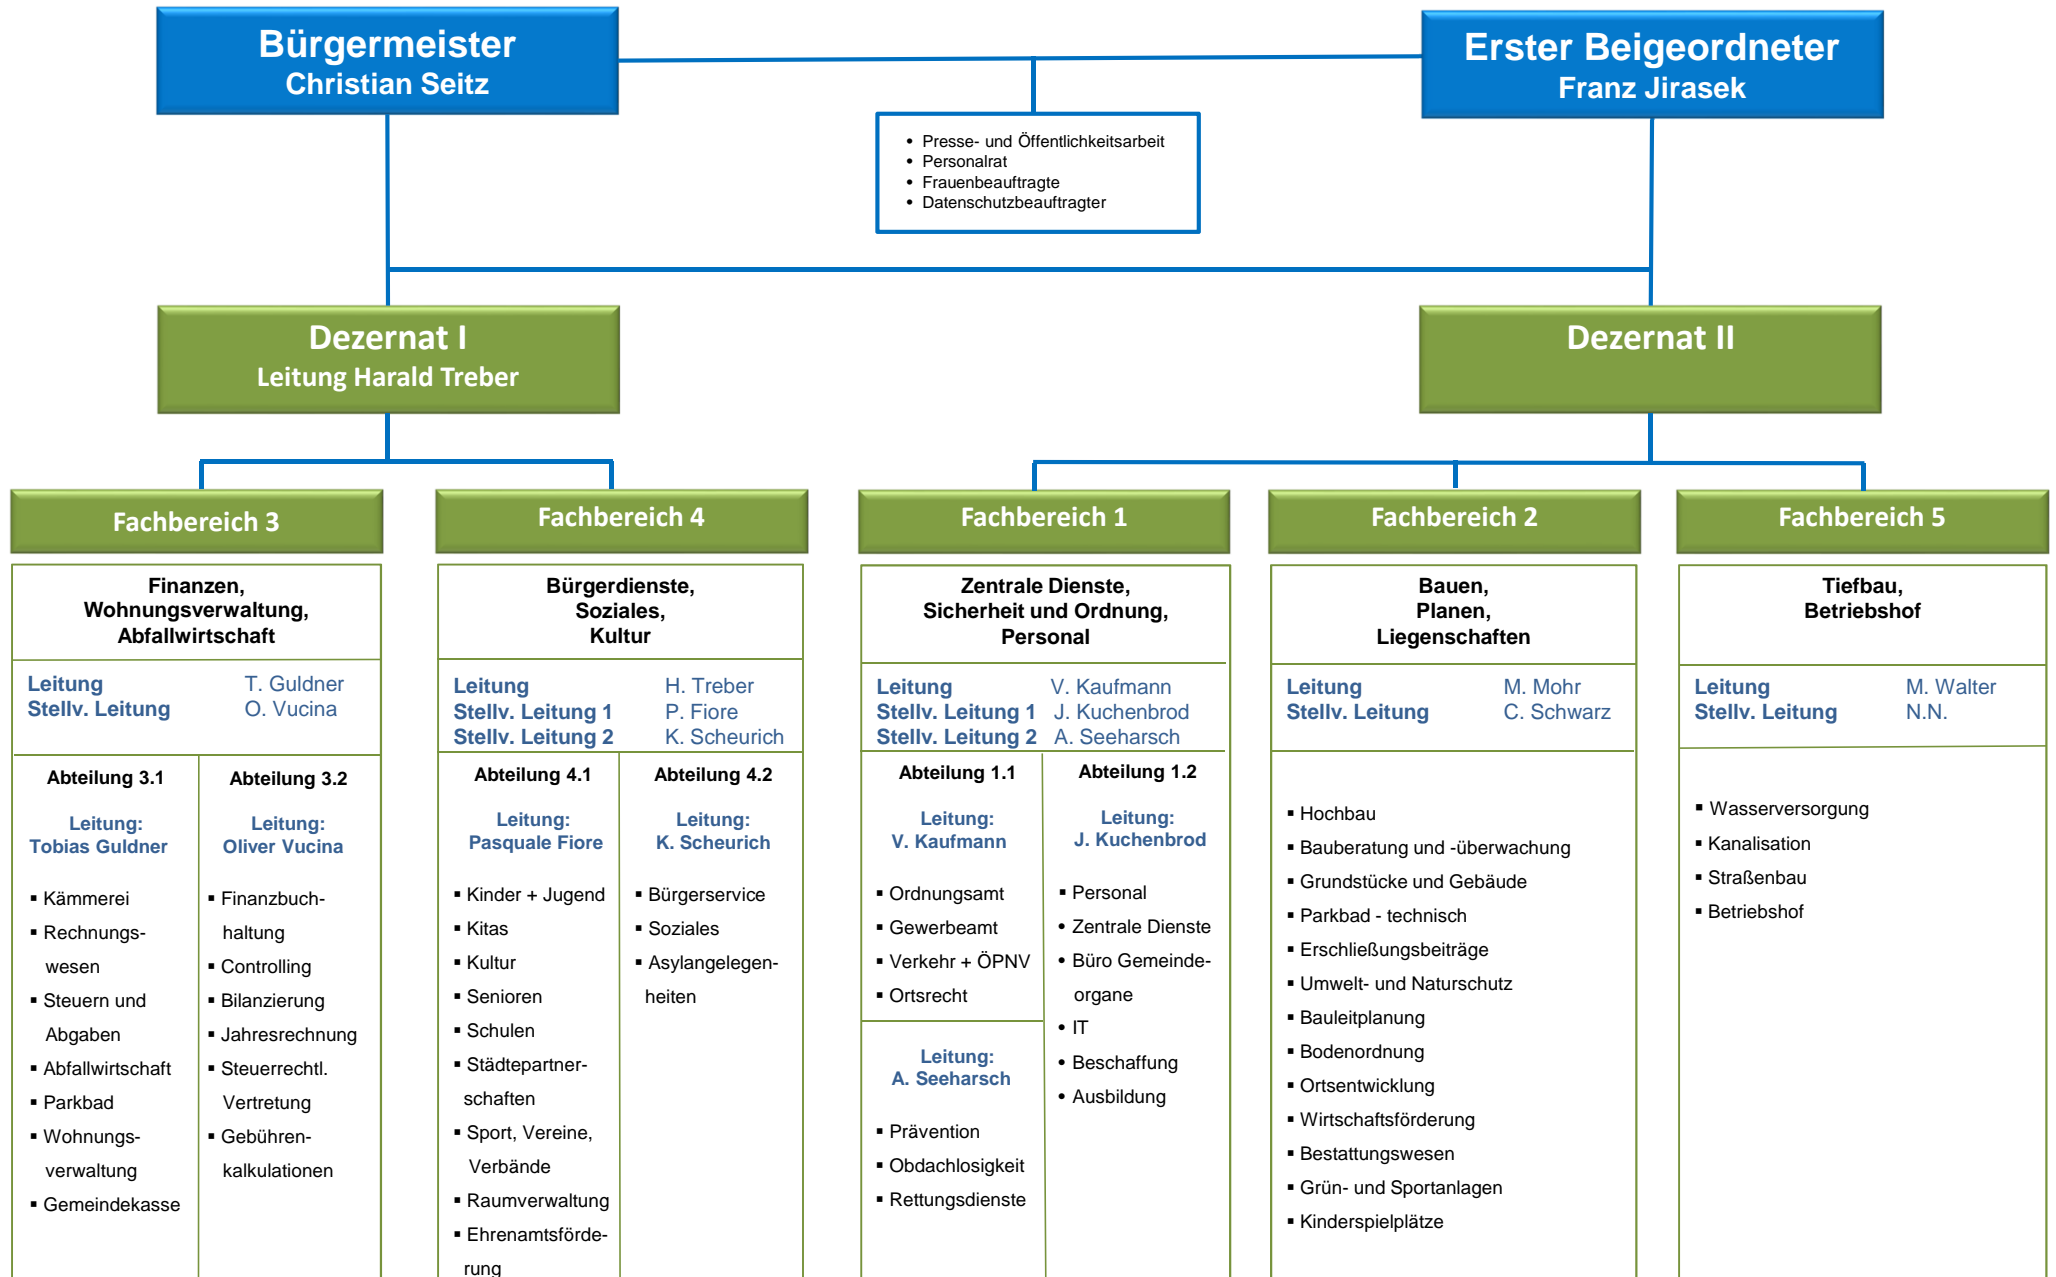 Bürgermeister
Christian Seitz
Erster Beigeordneter
Franz Jirasek
• Presse- und Öffentlichkeitsarbeit
• Personalrat
• Frauenbeauftragte
• Datenschutzbeauftragter
Dezernat I
Leitung Harald Treber
Dezernat II
Fachbereich 3
Finanzen,
Wohnungsverwaltung,
Abfallwirtschaft
Leitung T. Guldner
Stellv. Leitung O. Vucina
Abteilung 3.1
Leitung:
Tobias Guldner
▪ Kämmerei
▪ Rechnungs-
wesen
▪ Steuern und
Abgaben
▪ Abfallwirtschaft
▪ Parkbad
▪ Wohnungs-
verwaltung
▪ Gemeindekasse
Abteilung 3.2
Leitung:
Oliver Vucina
▪ Finanzbuch-
haltung
▪ Controlling
▪ Bilanzierung
▪ Jahresrechnung
▪ Steuerrechtl.
Vertretung
▪ Gebühren-
kalkulationen
Fachbereich 4
Bürgerdienste,
Soziales,
Kultur
Leitung H. Treber
Stellv. Leitung 1 P. Fiore
Stellv. Leitung 2 K. Scheurich
Abteilung 4.1
Leitung:
Pasquale Fiore
▪ Kinder + Jugend
▪ Kitas
▪ Kultur
▪ Senioren
▪ Schulen
▪ Städtepartner-
schaften
▪ Sport, Vereine,
Verbände
▪ Raumverwaltung
▪ Ehrenamtsförde-
rung
Abteilung 4.2
Leitung:
K. Scheurich
▪ Bürgerservice
▪ Soziales
▪ Asylangelegen-
heiten
Fachbereich 1
Zentrale Dienste,
Sicherheit und Ordnung,
Personal
Leitung V. Kaufmann
Stellv. Leitung 1 J. Kuchenbrod
Stellv. Leitung 2 A. Seeharsch
Abteilung 1.1
Leitung:
V. Kaufmann
▪ Ordnungsamt
▪ Gewerbeamt
▪ Verkehr + ÖPNV
▪ Ortsrecht
Leitung:
A. Seeharsch
▪ Prävention
▪ Obdachlosigkeit
▪ Rettungsdienste
Abteilung 1.2
Leitung:
J. Kuchenbrod
▪ Personal
• Zentrale Dienste
• Büro Gemeinde-
organe
• IT
• Beschaffung
• Ausbildung
Fachbereich 2
Bauen,
Planen,
Liegenschaften
Leitung M. Mohr
Stellv. Leitung C. Schwarz
▪ Hochbau
▪ Bauberatung und -überwachung
▪ Grundstücke und Gebäude
▪ Parkbad - technisch
▪ Erschließungsbeiträge
▪ Umwelt- und Naturschutz
▪ Bauleitplanung
▪ Bodenordnung
▪ Ortsentwicklung
▪ Wirtschaftsförderung
▪ Bestattungswesen
▪ Grün- und Sportanlagen
▪ Kinderspielplätze
Fachbereich 5
Tiefbau,
Betriebshof
Leitung M. Walter
Stellv. Leitung N.N.
▪ Wasserversorgung
▪ Kanalisation
▪ Straßenbau
▪ Betriebshof